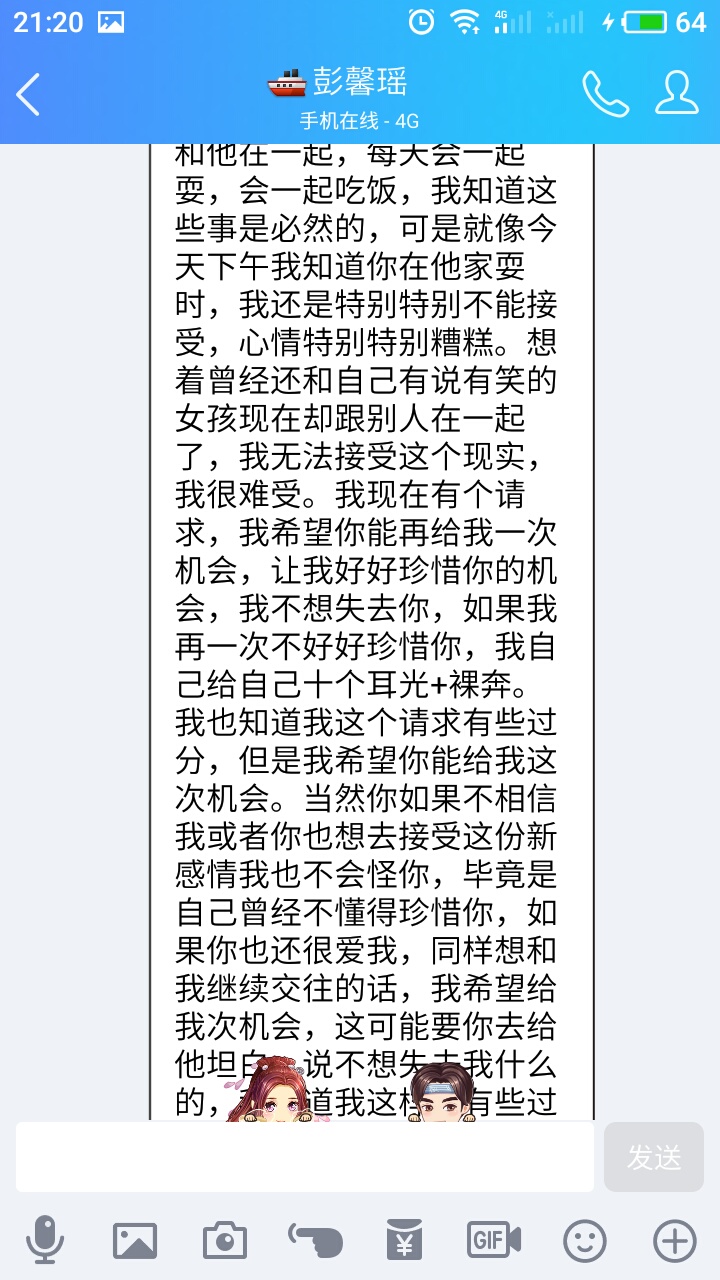 21:20
4G
64
彭馨瑶
手机在线 - 4G
和他在一起，每天会一起
耍，会一起吃饭，我知道这
些事是必然的，可是就像今
天下午我知道你在他家耍
时，我还是特别特别不能接
受，心情特别特别糟糕。想
着曾经还和自己有说有笑的
女孩现在却跟别人在一起
了，我无法接受这个现实，
我很难受。我现在有个请
求，我希望你能再给我一次
机会，让我好好珍惜你的机
会，我不想失去你，如果我
再一次不好好珍惜你，我自
己给自己十个耳光+裸奔。
我也知道我这个请求有些过
分，但是我希望你能给我这
次机会。当然你如果不相信
我或者你也想去接受这份新
感情我也不会怪你，毕竟是
自己曾经不懂得珍惜你，如
果你也还很爱我，同样想和
我继续交往的话，我希望给
我次机会，这可能要你去给
他坦白，说不想失去我什么
的，道我这样有些过
发送
GIF